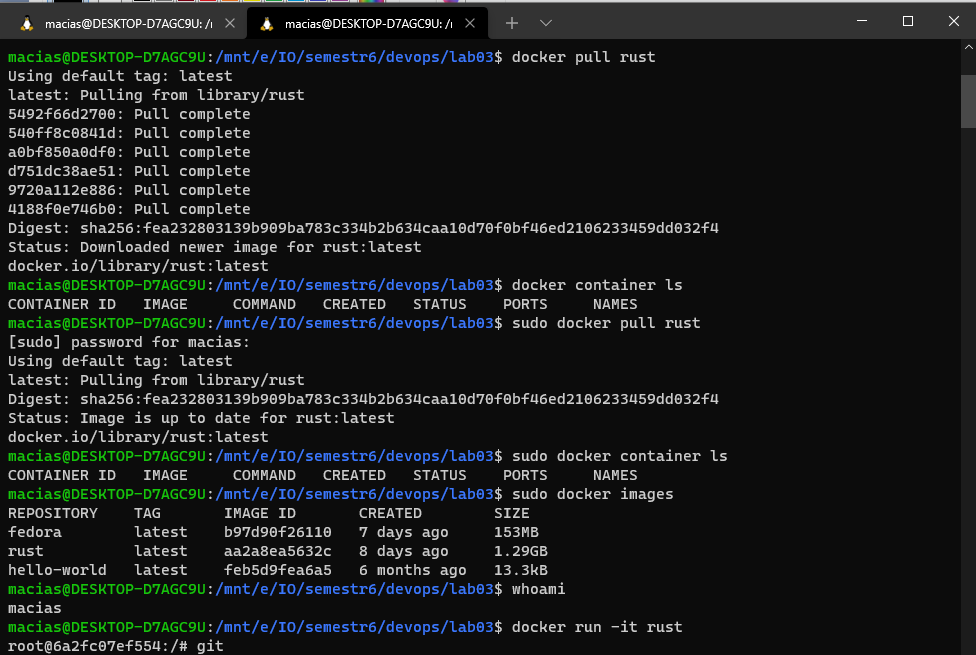 macias@DESKTOP-D7AGC9U: /r
macias@DESKTOP-D7AGC9U: /r
macias@DESKTOP-D7AGC9U:/mnt/e/IO/semestr6/devops/lab03$ docker pull rust
Using default tag: latest
latest: Pulling from library/rust
5492f66d2700: Pull complete
540ff8c0841d: Pull complete
a0bf850a0df0: Pull complete
d751dc38ae51: Pull complete
9720a112e886: Pull complete
4188f0e746b0: Pull complete
Digest: sha256:fea232803139b909ba783c334b2b634caa10d70f0bf46ed2106233459dd032f4
Status: Downloaded newer image for rust:latest
docker.io/library/rust:latest
macias@DESKTOP-D7AGC9U:/mnt/e/IO/semestr6/devops/lab03$ docker container ls
CONTAINER ID   IMAGE     COMMAND   CREATED   STATUS    PORTS     NAMES
macias@DESKTOP-D7AGC9U:/mnt/e/IO/semestr6/devops/lab03$ sudo docker pull rust
[sudo] password for macias:
Using default tag: latest
latest: Pulling from library/rust
Digest: sha256:fea232803139b909ba783c334b2b634caa10d70f0bf46ed2106233459dd032f4
Status: Image is up to date for rust:latest
docker.io/library/rust:latest
macias@DESKTOP-D7AGC9U:/mnt/e/IO/semestr6/devops/lab03$ sudo docker container ls
CONTAINER ID   IMAGE     COMMAND   CREATED   STATUS    PORTS     NAMES
macias@DESKTOP-D7AGC9U:/mnt/e/IO/semestr6/devops/lab03$ sudo docker images
REPOSITORY    TAG       IMAGE ID       CREATED        SIZE
fedora        latest    b97d90f26110   7 days ago     153MB
rust          latest    aa2a8ea5632c   8 days ago     1.29GB
hello-world   latest    feb5d9fea6a5   6 months ago   13.3kB
macias@DESKTOP-D7AGC9U:/mnt/e/IO/semestr6/devops/lab03$ whoami
macias
macias@DESKTOP-D7AGC9U:/mnt/e/IO/semestr6/devops/lab03$ docker run -it rust
root@6a2fc07ef554:/# git